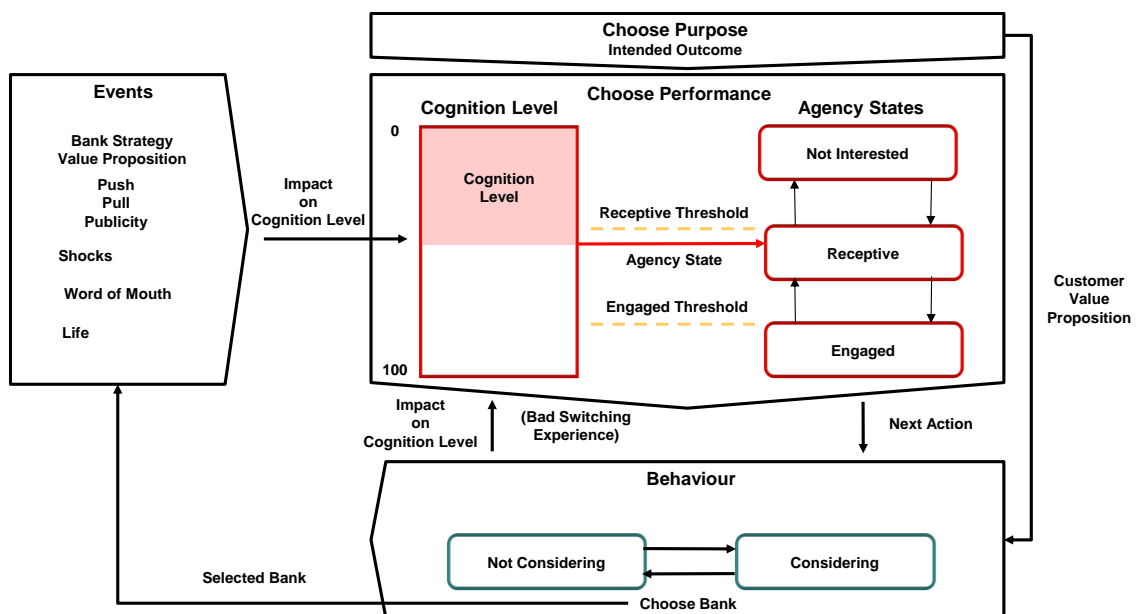 Choose Purpose
Intended Outcome
Events
Bank Strategy
Value Proposition
Push
Pull
Publicity
Shocks
Word of Mouth
Life
Impact
on
Cognition Level
Choose Performance
Cognition Level
Agency States
0
100
Cognition
Level
Receptive Threshold
Agency State
Engaged Threshold
Not Interested
Receptive
Engaged
Customer
Value
Proposition
Impact
on
Cognition Level
(Bad Switching
Experience)
Next Action
Behaviour
Not Considering
Considering
Selected Bank
Choose Bank